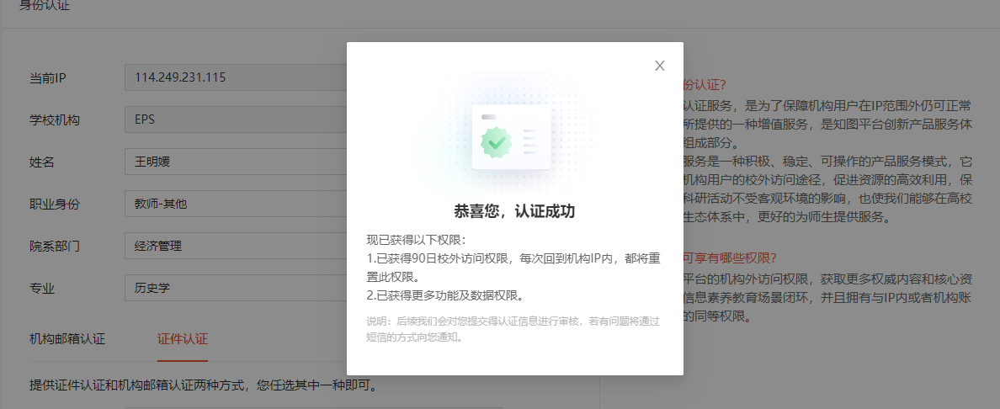 身份认证
当前IP
114.249.231.115
学校机构
EPS
姓名
王明媛
职业身份
教师-其他
院系部门
经济管理
专业
历史学
机构邮箱认证
证件认证
提供证件认证和机构邮箱认证两种方式，您任选其中一种即可。
X
恭喜您，认证成功
现已获得以下权限：
1.已获得90日校外访问权限，每次回到机构IP内，都将重
置此权限。
2.已获得更多功能及数据权限。
说明：后续我们会对您提交得认证信息进行审核，若有问题将通过
短信的方式向您通知。
份认证?
认证服务，是为了保障机构用户在IP范围外仍可正常
所提供的一种增值服务，是知图平台创新产品服务体
组成部分。
服务是一种积极、稳定、可操作的产品服务模式，它
机构用户的校外访问途径，促进资源的高效利用，保
科研活动不受客观环境的影响，也使我们能够在高校
生态体系中，更好的为师生提供服务。
可享有哪些权限?
平台的机构外访问权限，获取更多权威内容和核心资
信息素养教育场景闭环，并且拥有与IP内或者机构账
的同等权限。